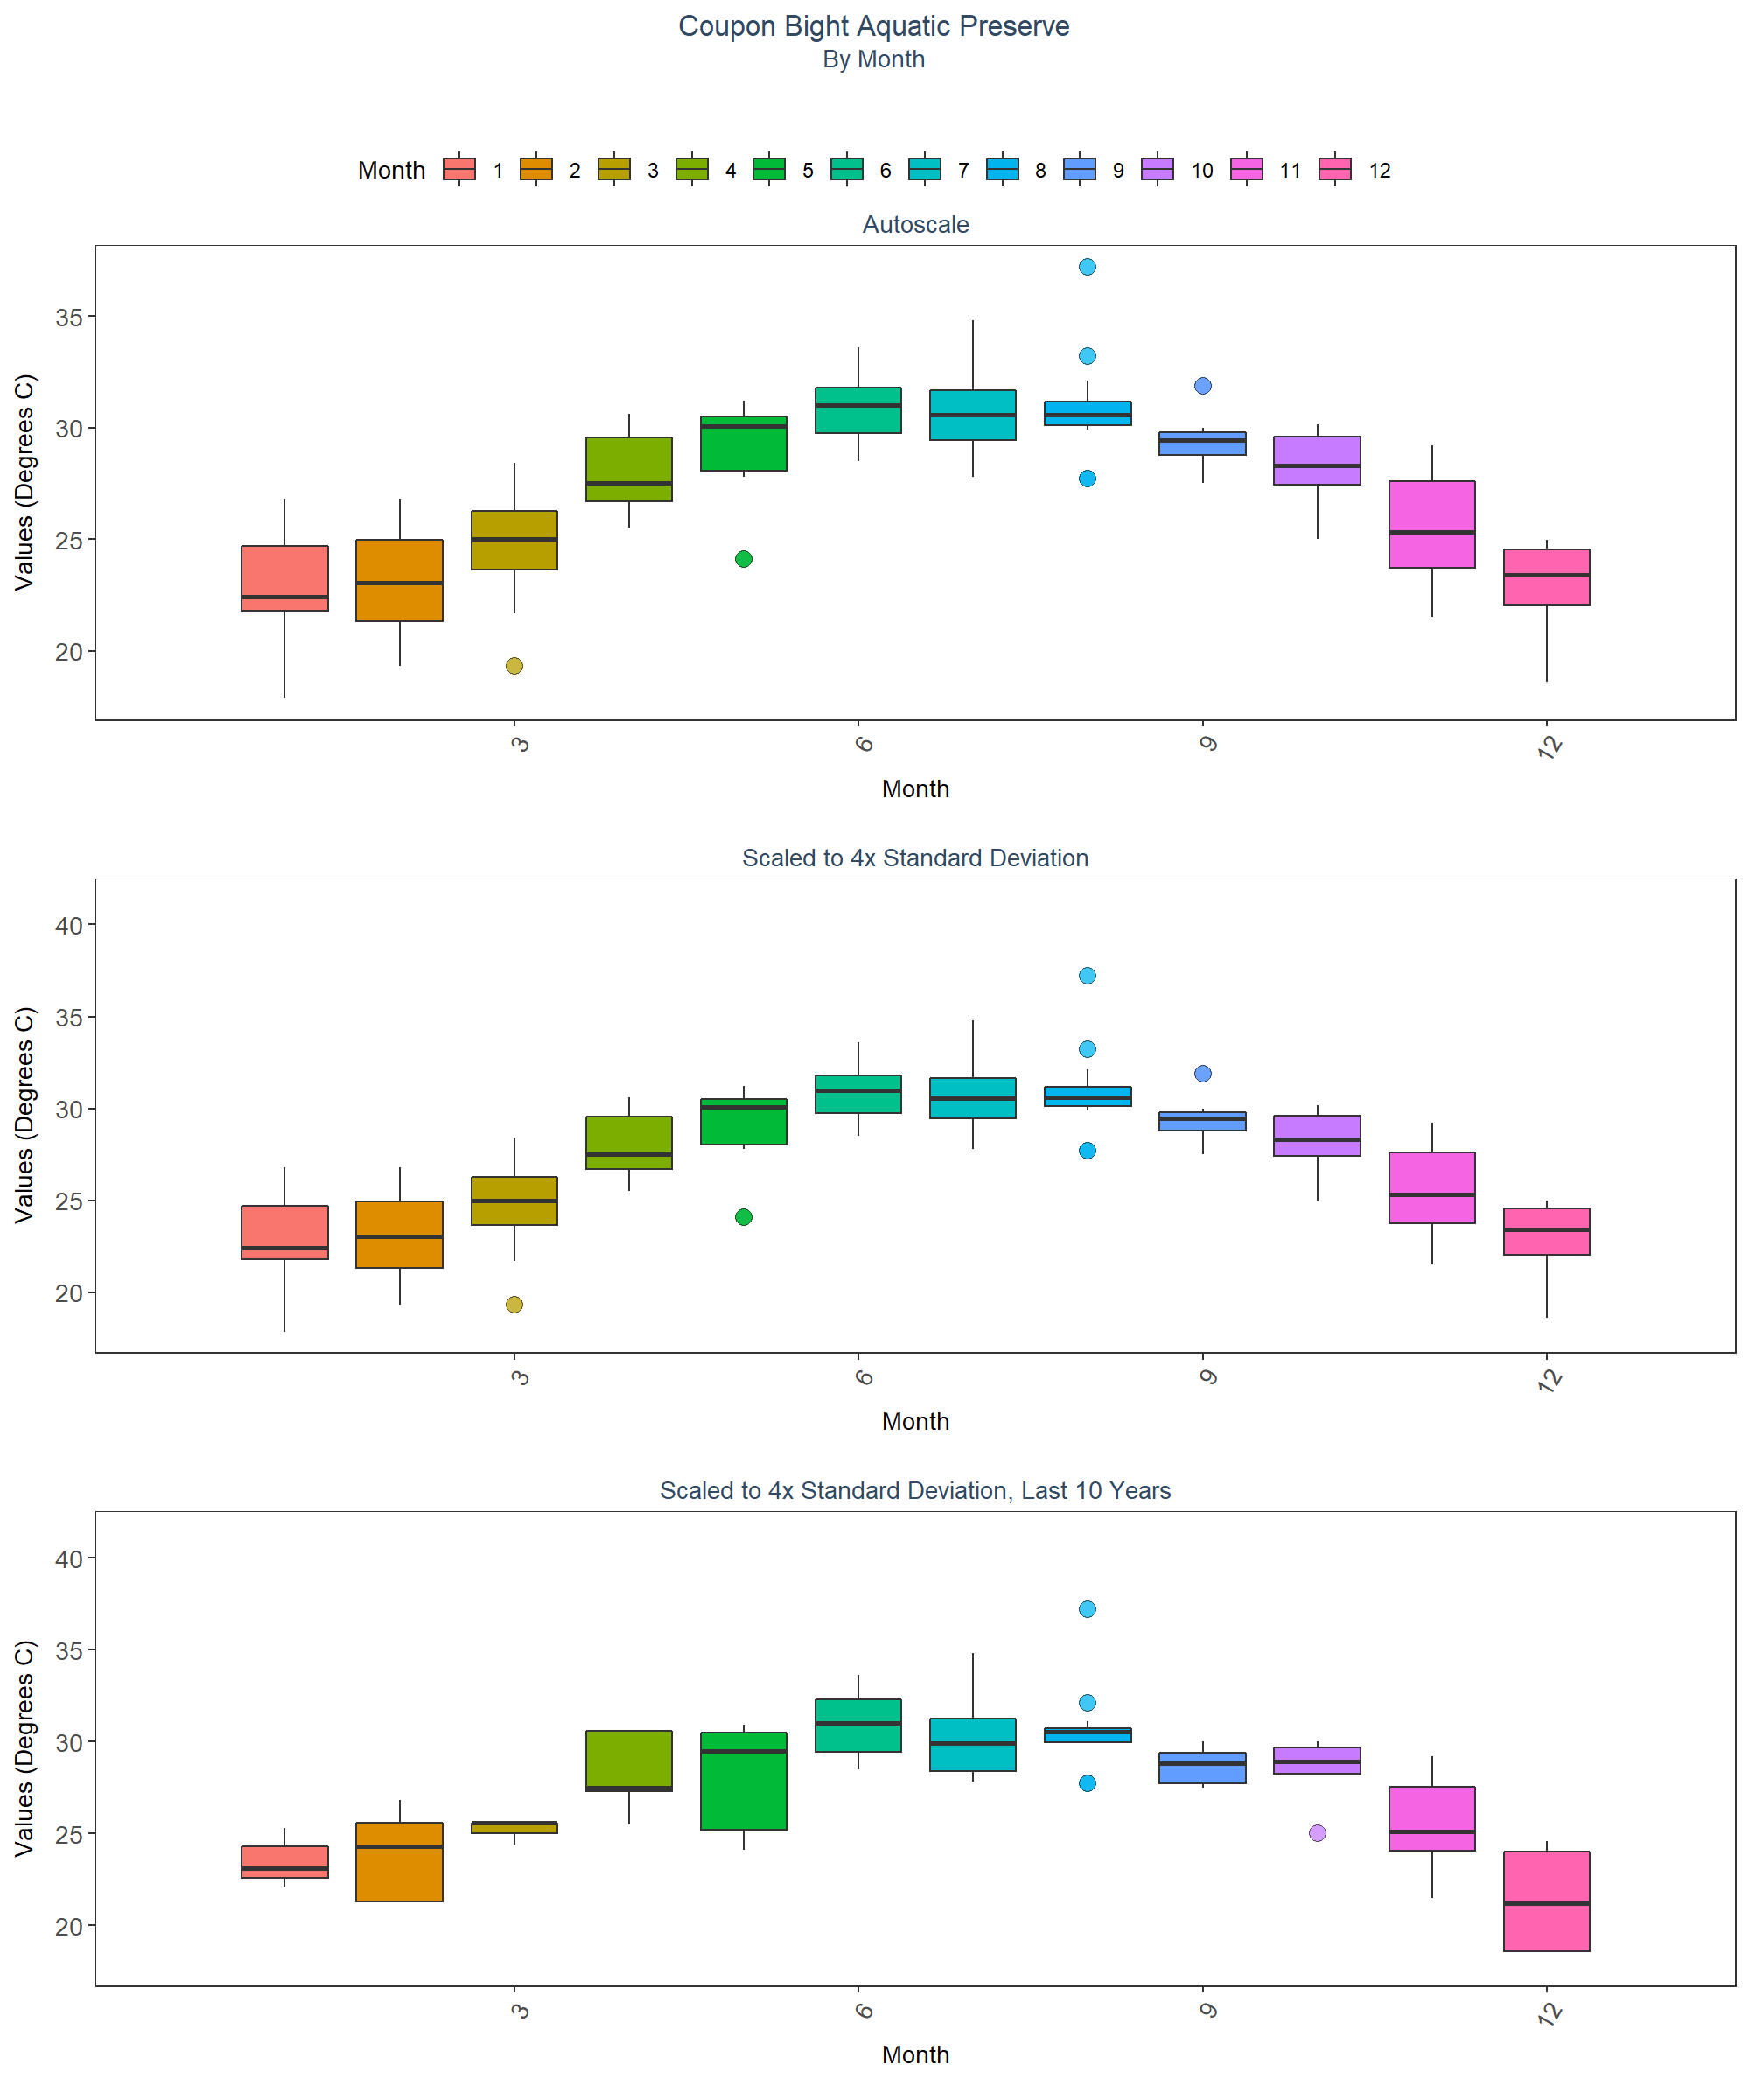 Coupon Bight Aquatic Preserve
By Month
Month 1 2 3 4 5 6 7 8 9 10 11 12
Autoscale
Values (Degrees C)
35
30
25
20
3 6 9 12
Month
Scaled to 4x Standard Deviation
Values (Degrees C)
40
35
30
25
20
3 6 9 12
Month
Scaled to 4x Standard Deviation, Last 10 Years
Values (Degrees C)
40
35
30
25
20
3 6 9 12
Month